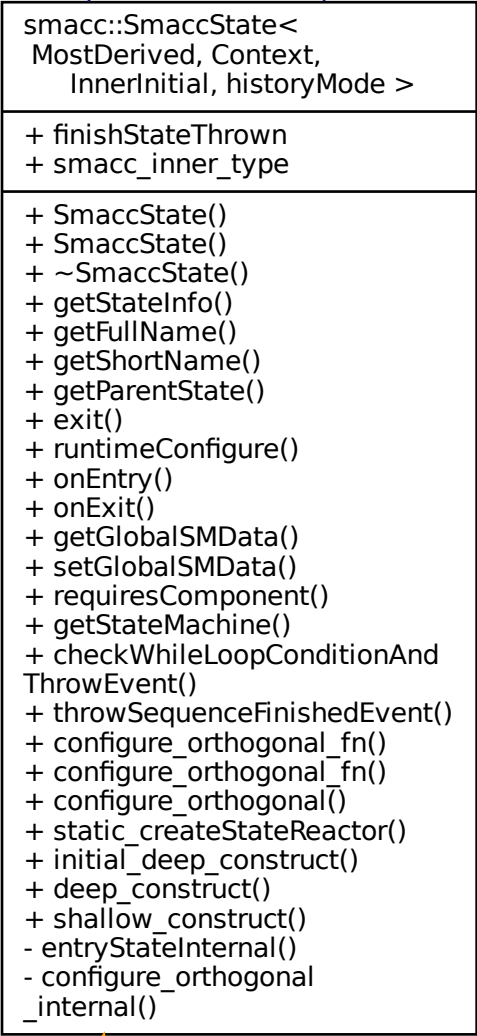 smacc::SmaccState<
MostDerived, Context,
InnerInitial, historyMode >
+ finishStateThrown
+ smacc_inner_type
+ SmaccState()
+ SmaccState()
+ ~SmaccState()
+ getStateInfo()
+ getFullName()
+ getShortName()
+ getParentState()
+ exit()
+ runtimeConfigure()
+ onEntry()
+ onExit()
+ getGlobalSMData()
+ setGlobalSMData()
+ requiresComponent()
+ getStateMachine()
+ checkWhileLoopConditionAnd
ThrowEvent()
+ throwSequenceFinishedEvent()
+ configure_orthogonal_fn()
+ configure_orthogonal_fn()
+ configure_orthogonal()
+ static_createStateReactor()
+ initial_deep_construct()
+ deep_construct()
+ shallow_construct()
- entryStateInternal()
- configure_orthogonal
_internal()